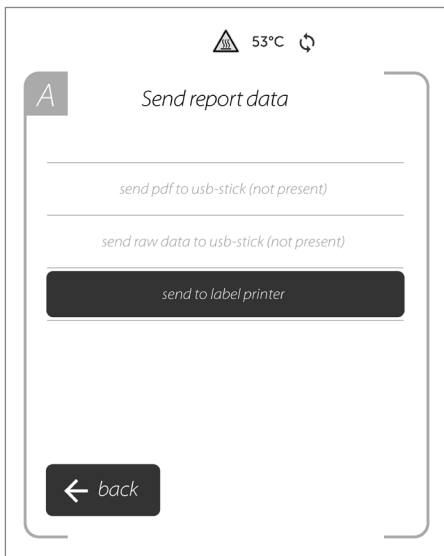 53°C
A
Send report data
send pdf to usb-stick (not present)
send raw data to usb-stick (not present)
send to label printer
back